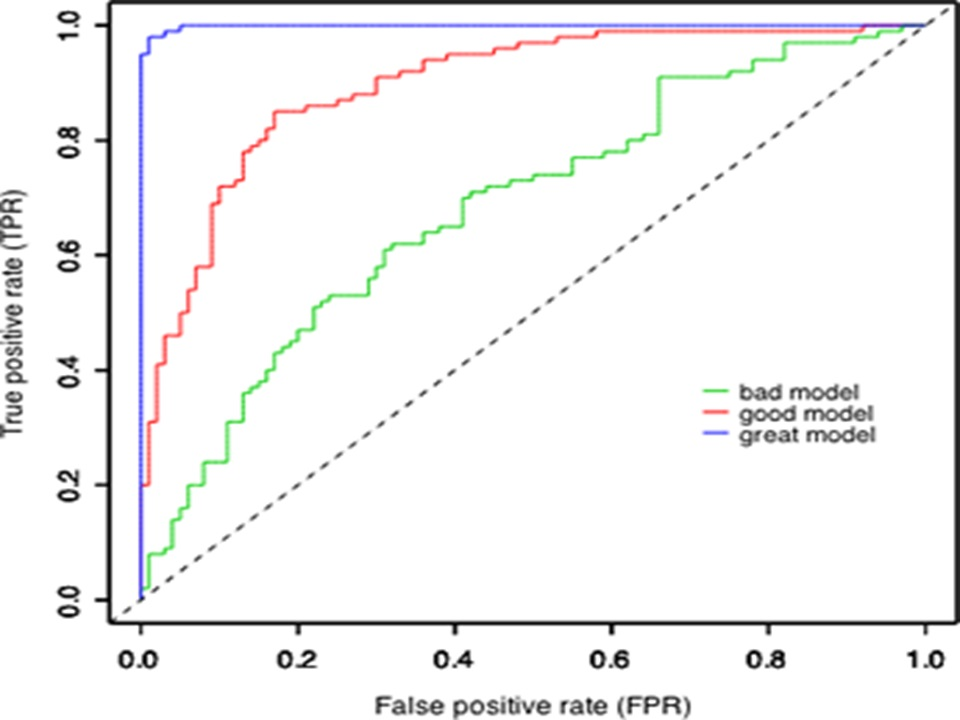 1.0
0.8
0.6
0.4
0.2
0.0
True positive rate (TPR)
bad model
good model
great model
0.0 0.2 0.4 0.6 0.8 1.0
False positive rate (FPR)